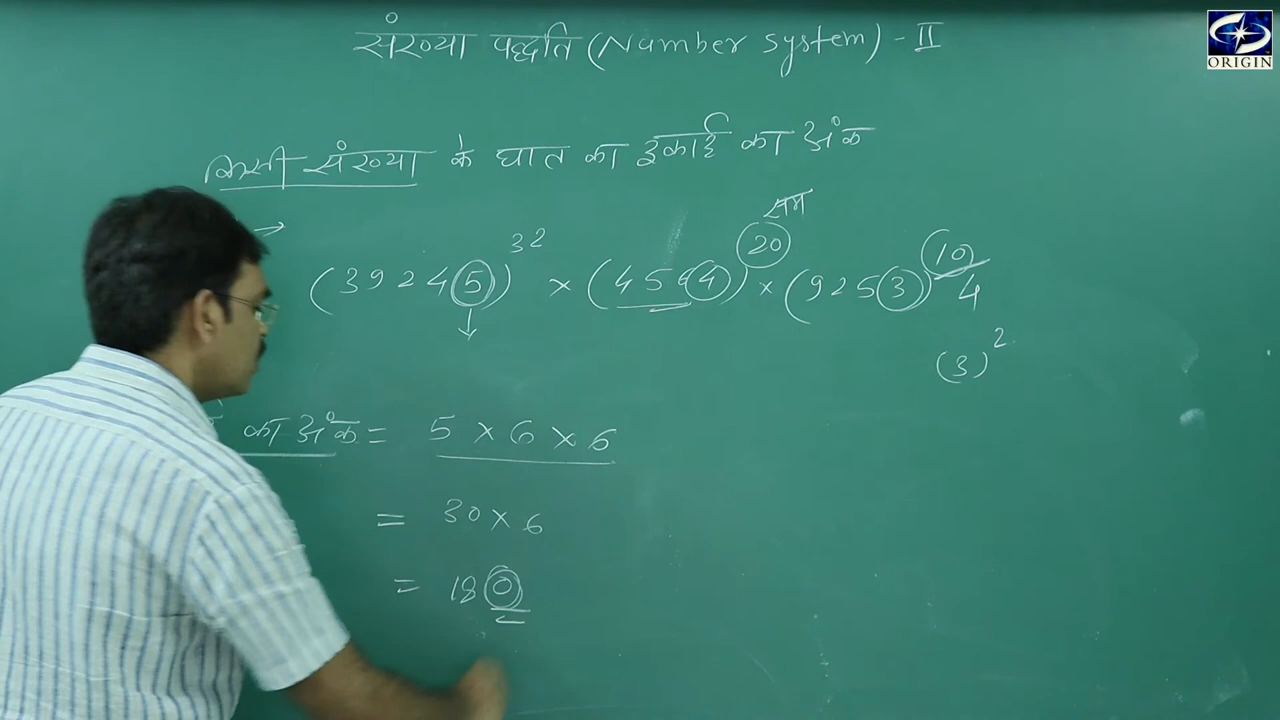 संख्या पद्धति (Number system) - II
ORIGIN
किसी संख्या के घात का इकाई का अंक
→ (39245)^32 × (4564)^20 × (9253)^10/4
सम
(3)^2
का अंक = 5 × 6 × 6
= 30 × 6
= 180